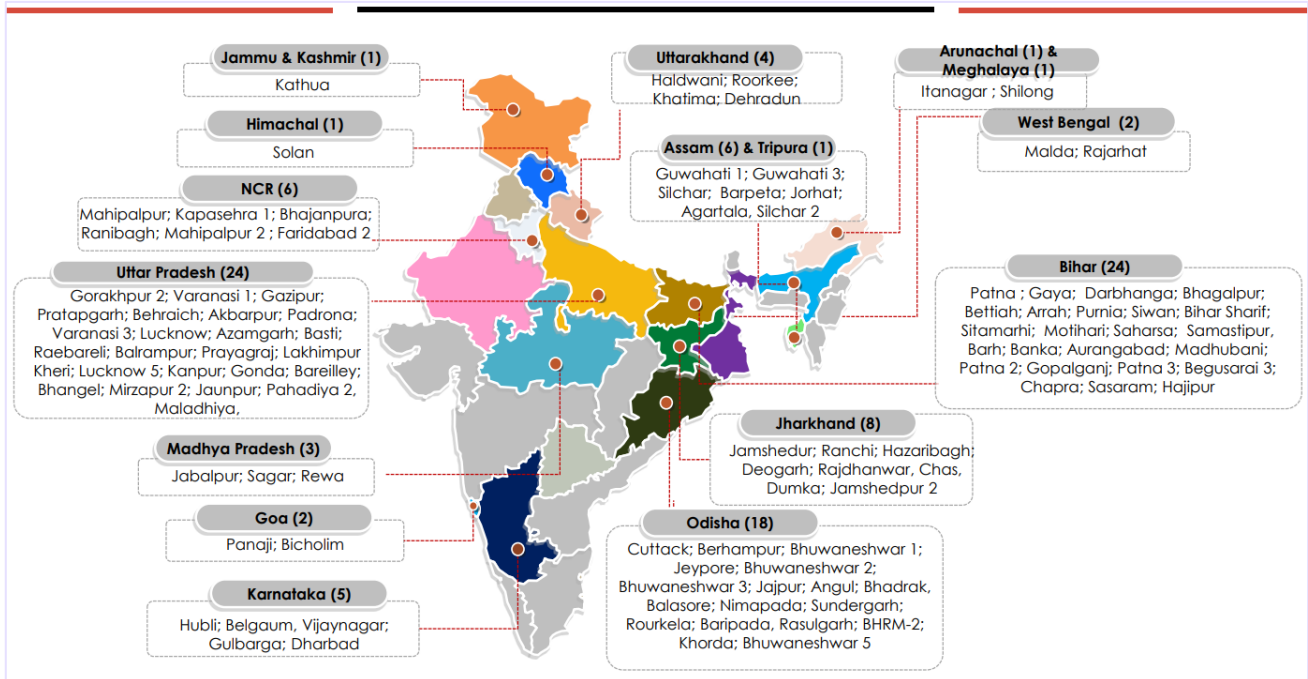 Jammu & Kashmir (1)
Kathua
Himachal (1)
Solan
NCR (6)
Mahipalpur; Kapasehra 1; Bhajanpura;
Ranibagh; Mahipalpur 2 ; Faridabad 2
Uttar Pradesh (24)
Gorakhpur 2; Varanasi 1; Gazipur;
Pratapgarh; Behraich; Akbarpur; Padrona;
Varanasi 3; Lucknow; Azamgarh; Basti;
Raebareli; Balrampur; Prayagraj; Lakhimpur
Kheri; Lucknow 5; Kanpur; Gonda; Bareilley;
Bhangel; Mirzapur 2; Jaunpur; Pahadiya 2,
Maladhiya,
Madhya Pradesh (3)
Jabalpur; Sagar; Rewa
Goa (2)
Panaji; Bicholim
Karnataka (5)
Hubli; Belgaum, Vijaynagar;
Gulbarga; Dharbad
Uttarakhand (4)
Haldwani; Roorkee;
Khatima; Dehradun
Assam (6) & Tripura (1)
Guwahati 1; Guwahati 3;
Silchar; Barpeta; Jorhat;
Agartala, Silchar 2
Arunachal (1) &
Meghalaya (1)
Itanagar ; Shilong
West Bengal (2)
Malda; Rajarhat
Bihar (24)
Patna ; Gaya; Darbhanga; Bhagalpur;
Bettiah; Arrah; Purnia; Siwan; Bihar Sharif;
Sitamarhi; Motihari; Saharsa; Samastipur,
Barh; Banka; Aurangabad; Madhubani;
Patna 2; Gopalganj; Patna 3; Begusarai 3;
Chapra; Sasaram; Hajipur
Jharkhand (8)
Jamshedur; Ranchi; Hazaribagh;
Deogarh; Rajdhanwar, Chas,
Dumka; Jamshedpur 2
Odisha (18)
Cuttack; Berhampur; Bhuwaneshwar 1;
Jeypore; Bhuwaneshwar 2;
Bhuwaneshwar 3; Jajpur; Angul; Bhadrak,
Balasore; Nimapada; Sundergarh;
Rourkela; Baripada, Rasulgarh; BHRM-2;
Khorda; Bhuwaneshwar 5